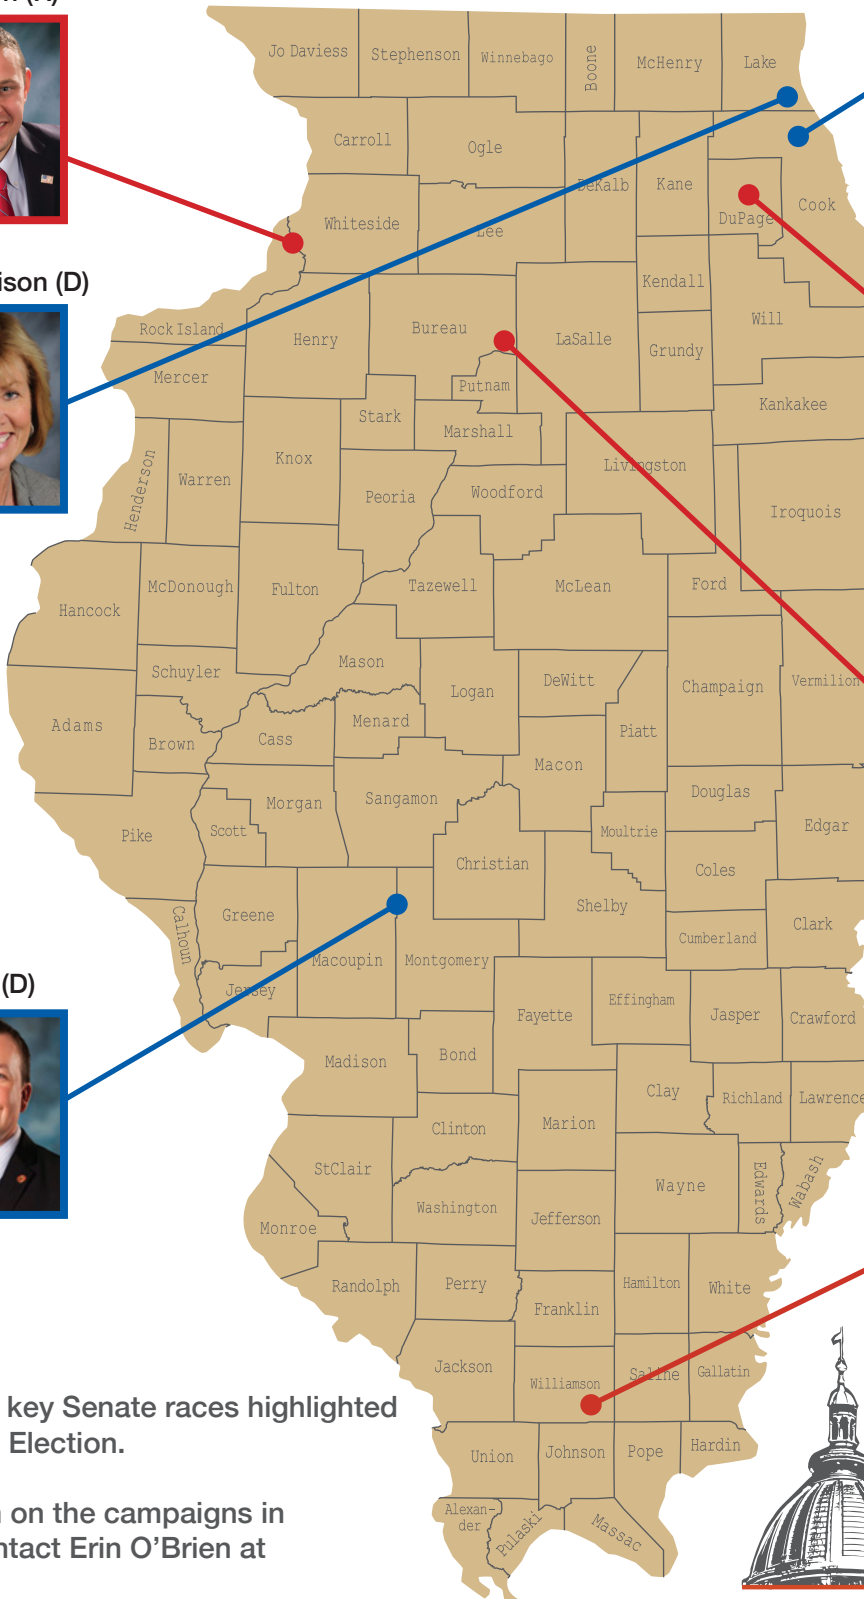 (R)
ison (D)
(D)
Jo Daviess
Stephenson
Winnebago
Boone
McHenry
Lake
Carroll
Ogle
DeKalb
Kane
DuPage
Cook
Whiteside
Lee
Kendall
Will
Rock Island
Henry
Bureau
LaSalle
Grundy
Mercer
Putnam
Kankakee
Stark
Marshall
Henderson
Warren
Knox
Peoria
Woodford
Livingston
Iroquois
Hancock
McDonough
Fulton
Tazewell
McLean
Ford
Schuyler
Mason
Logan
DeWitt
Champaign
Vermilion
Adams
Brown
Cass
Menard
Piatt
Macon
Pike
Scott
Morgan
Sangamon
Douglas
Moultrie
Edgar
Christian
Coles
Calhoun
Greene
Shelby
Clark
Cumberland
Macoupin
Montgomery
Jersey
Fayette
Effingham
Jasper
Crawford
Madison
Bond
Clay
Richland
Lawrence
Clinton
Marion
StClair
Wayne
Edwards
Wabash
Monroe
Washington
Jefferson
Randolph
Perry
Hamilton
White
Franklin
Jackson
Williamson
Saline
Gallatin
Union
Johnson
Pope
Hardin
Alexan-
der
Pulaski
Massac
key Senate races highlighted
Election.
on the campaigns in
ntact Erin O'Brien at